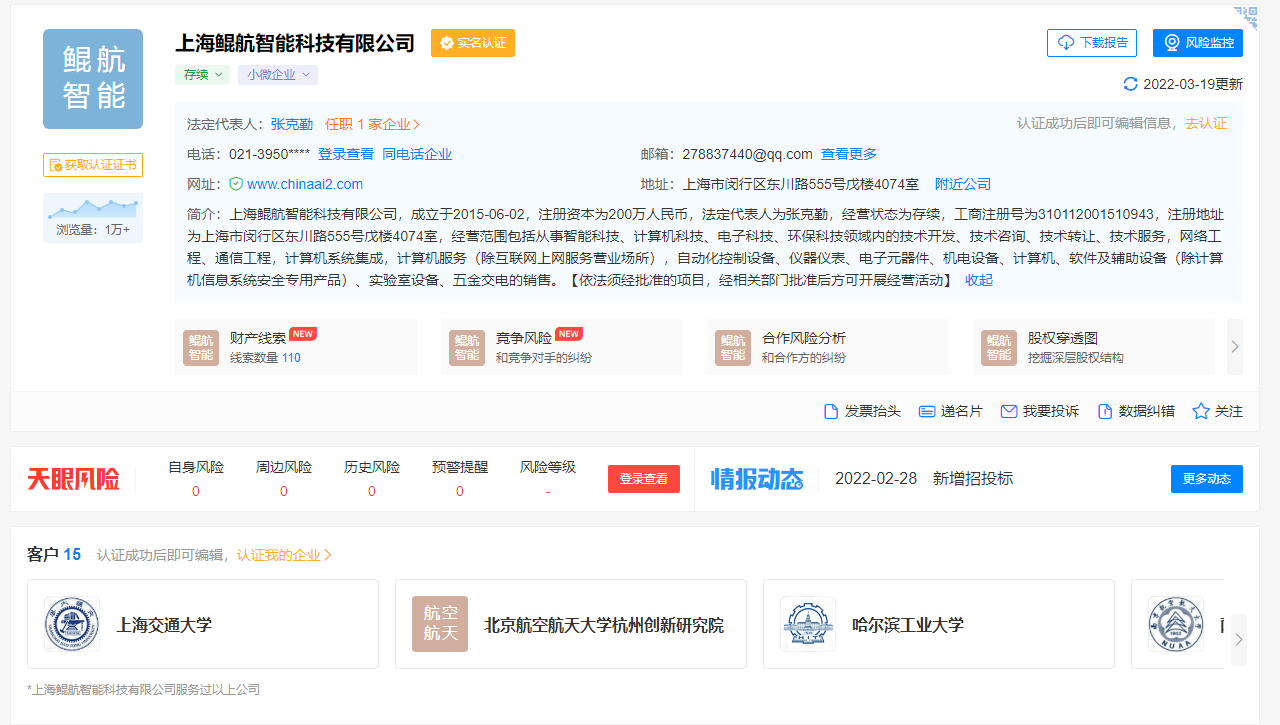 鲲航
智能
上海鲲航智能科技有限公司
实名认证
下载报告
风险监控
存续
小微企业
2022-03-19更新
获取认证证书
浏览量：1万+
法定代表人：张克勤 任职 1 家企业
认证成功后即可编辑信息，去认证
电话：021-3950**** 登录查看 同电话企业
邮箱：278837440@qq.com 查看更多
网址：www.chinaai2.com
地址：上海市闵行区东川路555号戊楼4074室 附近公司
简介：上海鲲航智能科技有限公司，成立于2015-06-02，注册资本为200万人民币，法定代表人为张克勤，经营状态为存续，工商注册号为310112001510943，注册地址
为上海市闵行区东川路555号戊楼4074室，经营范围包括从事智能科技、计算机科技、电子科技、环保科技领域内的技术开发、技术咨询、技术转让、技术服务，网络工
程、通信工程，计算机系统集成，计算机服务（除互联网上网服务营业场所），自动化控制设备、仪器仪表、电子元器件、机电设备、计算机、软件及辅助设备（除计算
机信息系统安全专用产品）、实验室设备、五金交电的销售。【依法须经批准的项目，经相关部门批准后方可开展经营活动】 收起
鲲航
智能
财产线索 NEW
线索数量 110
鲲航
智能
竞争风险 NEW
和竞争对手的纠纷
鲲航
智能
合作风险分析
和合作方的纠纷
鲲航
智能
股权穿透图
挖掘深层股权结构
发票抬头
递名片
我要投诉
数据纠错
关注
天眼风险
自身风险
0
周边风险
0
历史风险
0
预警提醒
0
风险等级
-
登录查看
情报动态
2022-02-28 新增招投标
更多动态
客户 15 认证成功后即可编辑，认证我的企业
上海交通大学
航空
航天
北京航空航天大学杭州创新研究院
哈尔滨工业大学
HIT
NUAA
*上海鲲航智能科技有限公司服务过以上公司